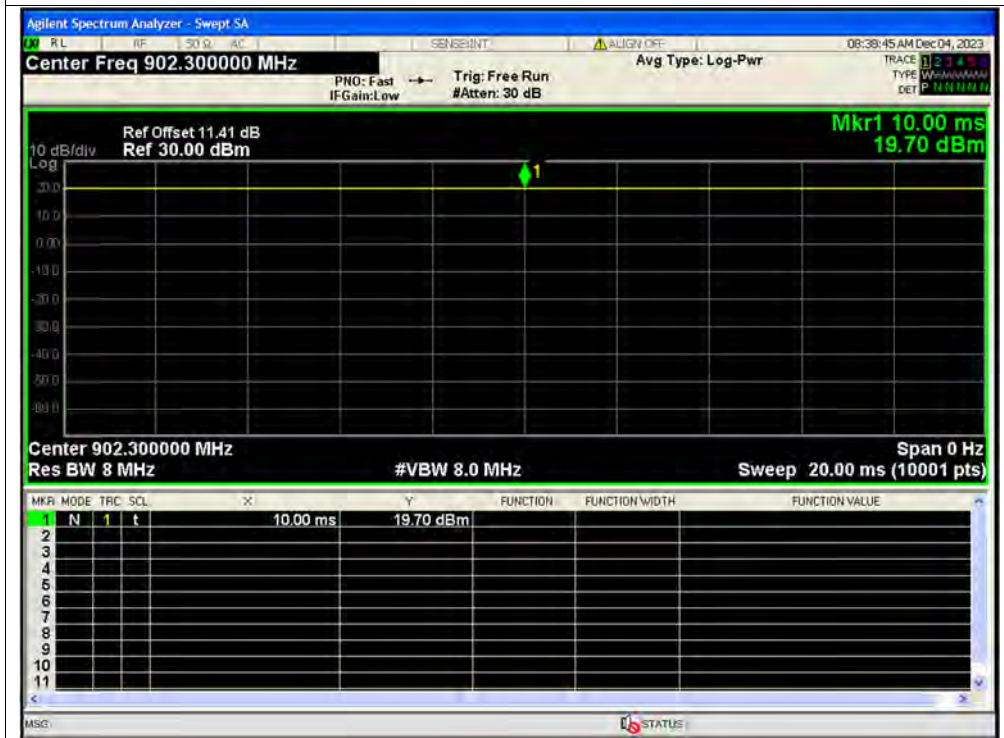 Agilent Spectrum Analyzer - Swept SA
RL RF 50 Ω AC SENSE:INT ALIGN OFF 08:38:45 AM Dec 04, 2023
Center Freq 902.300000 MHz Avg Type: Log-Pwr TRACE 1 2 3 4 5 6
PNO: Fast Trig: Free Run TYPE
IFGain:Low #Atten: 30 dB DET P N N N N N
Mkr1 10.00 ms
Ref Offset 11.41 dB
10 dB/div Ref 30.00 dBm 19.70 dBm
Log
1
20.0
10.0
0.00
-10.0
-20.0
-30.0
-40.0
-50.0
-60.0
Center 902.300000 MHz Span 0 Hz
Res BW 8 MHz #VBW 8.0 MHz Sweep 20.00 ms (10001 pts)
MKR MODE TRC SCL X Y FUNCTION FUNCTION WIDTH FUNCTION VALUE
1 N 1 t 10.00 ms 19.70 dBm
2
3
4
5
6
7
8
9
10
11
MSG STATUS